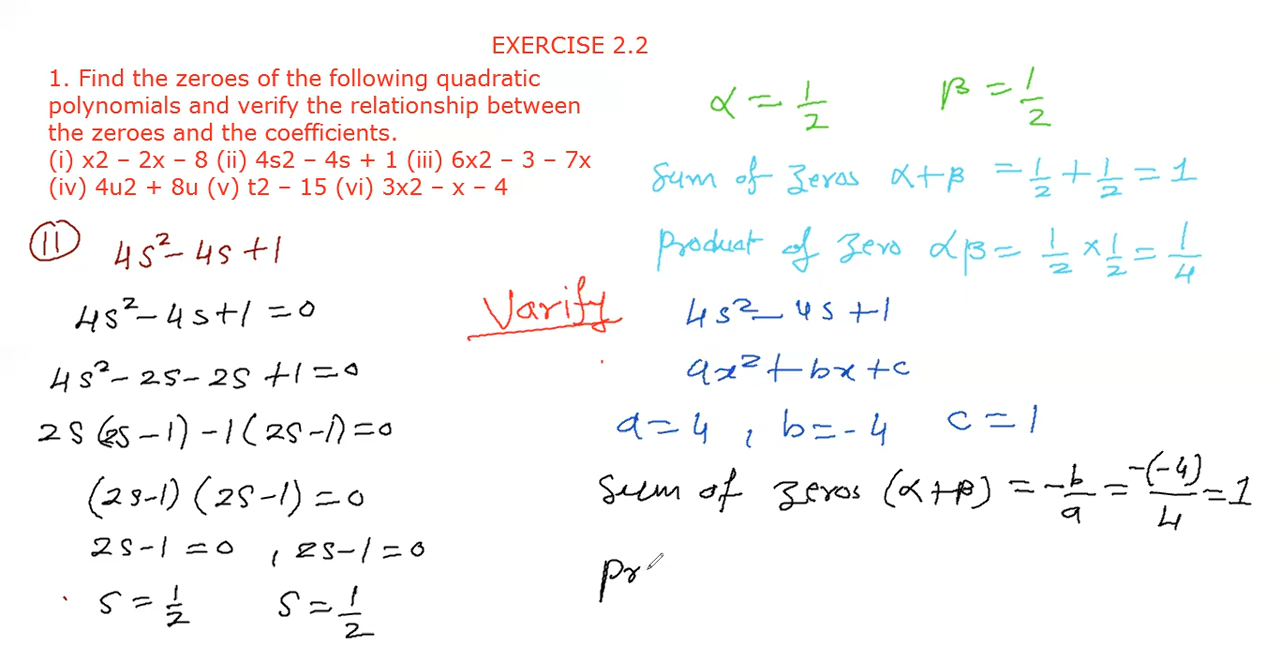 EXERCISE 2.2
1. Find the zeroes of the following quadratic
polynomials and verify the relationship between
the zeroes and the coefficients.
(i) x2 – 2x – 8 (ii) 4s2 – 4s + 1 (iii) 6x2 – 3 – 7x
(iv) 4u2 + 8u (v) t2 – 15 (vi) 3x2 – x – 4
(11) 4s² – 4s + 1
4s² – 4s + 1 = 0
4s² – 2s – 2s + 1 = 0
2s (2s – 1) – 1 (2s – 1) = 0
(2s – 1) (2s – 1) = 0
2s – 1 = 0 , 2s – 1 = 0
s = 1/2 s = 1/2
α = 1/2 β = 1/2
Sum of zeros α + β = 1/2 + 1/2 = 1
Product of zero αβ = 1/2 × 1/2 = 1/4
Varify
4s² – 4s + 1
ax² + bx + c
a = 4 , b = – 4 c = 1
Sum of zeros (α + β) = –b/a = –(–4)/4 = 1
Pr